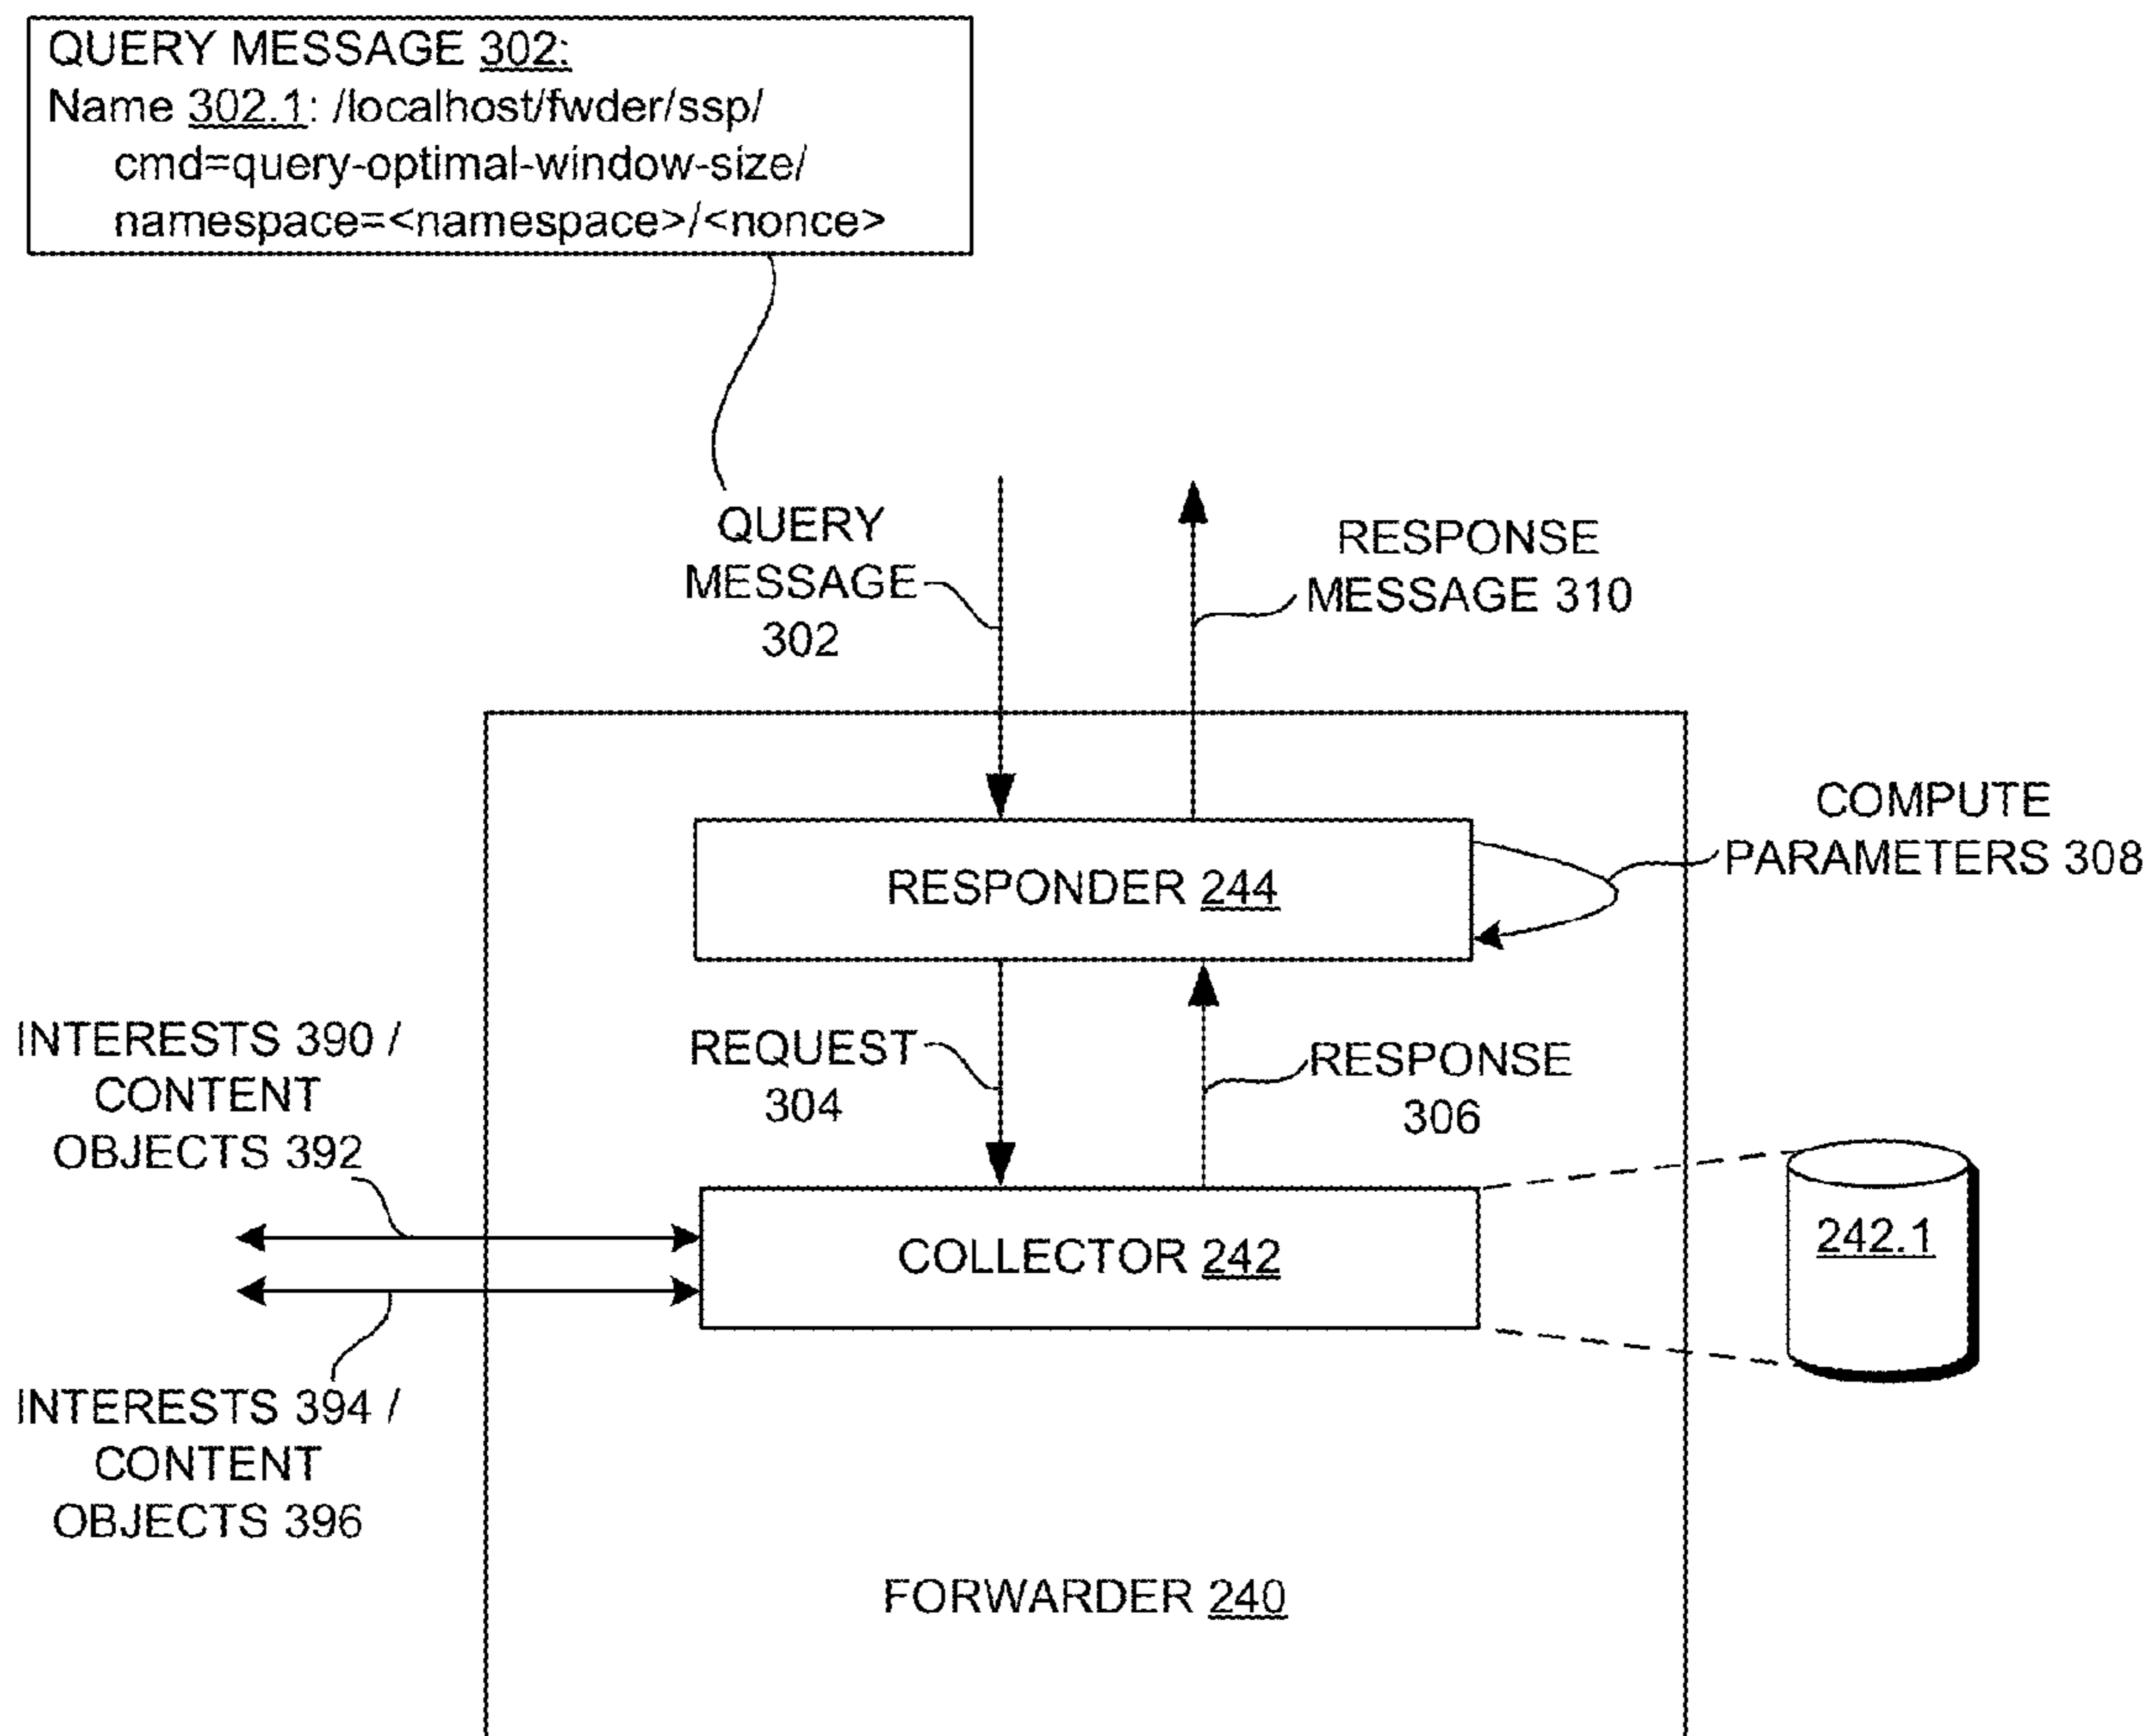 QUERY MESSAGE 302:
Name 302.1: /localhost/fwder/ssp/
cmd=query-optimal-window-size/
namespace=<namespace>/<nonce>
QUERY
MESSAGE
302
RESPONSE
MESSAGE 310
COMPUTE
PARAMETERS 308
RESPONDER 244
REQUEST
304
RESPONSE
306
INTERESTS 390 /
CONTENT
OBJECTS 392
COLLECTOR 242
242.1
INTERESTS 394 /
CONTENT
OBJECTS 396
FORWARDER 240